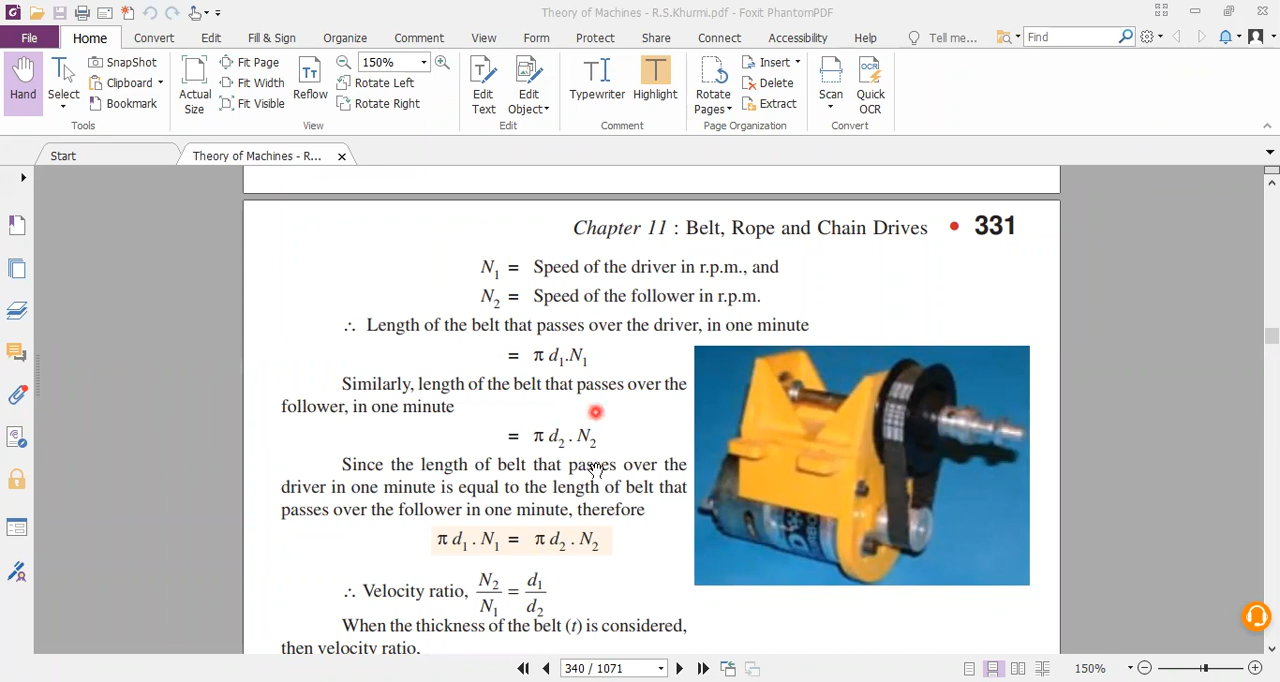 Theory of Machines - R.S.Khurmi.pdf - Foxit PhantomPDF
File Home Convert Edit Fill & Sign Organize Comment View Form Protect Share Connect Accessibility Help Tell me... Find
Hand
Select
SnapShot
Clipboard
Bookmark
Tools
Actual Size
Fit Page
Fit Width
Fit Visible
Reflow
150%
Rotate Left
Rotate Right
View
Edit Text
Edit Object
Edit
Typewriter
Highlight
Comment
Rotate Pages
Insert
Delete
Extract
Page Organization
Scan
Quick OCR
Convert
Start
Theory of Machines - R...
Chapter 11 : Belt, Rope and Chain Drives • 331
N₁ = Speed of the driver in r.p.m., and
N₂ = Speed of the follower in r.p.m.
∴ Length of the belt that passes over the driver, in one minute
= π d₁.N₁
Similarly, length of the belt that passes over the
follower, in one minute
= π d₂ . N₂
Since the length of belt that passes over the
driver in one minute is equal to the length of belt that
passes over the follower in one minute, therefore
π d₁ . N₁ = π d₂ . N₂
∴ Velocity ratio, N₂/N₁ = d₁/d₂
When the thickness of the belt (t) is considered,
then velocity ratio,
340 / 1071
150%